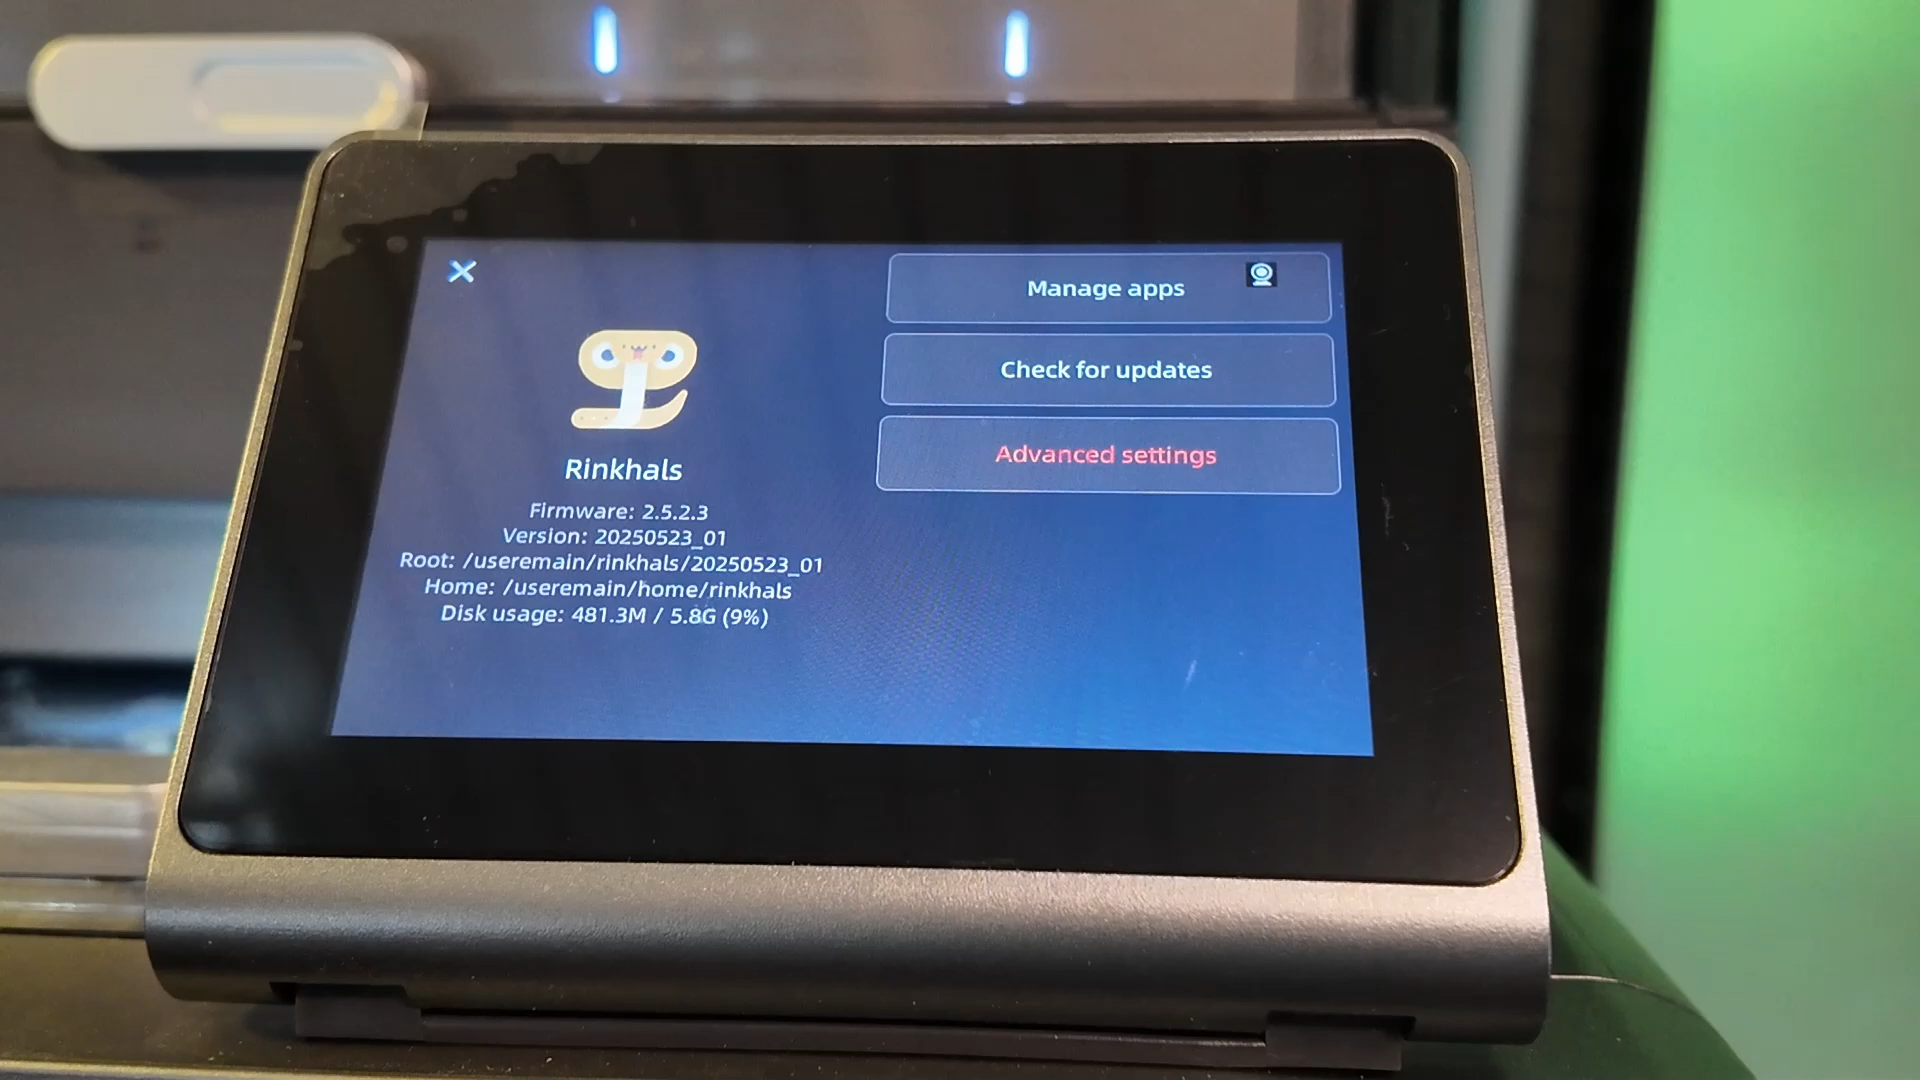 Rinkhals
Firmware: 2.5.2.3
Version: 20250523_01
Root: /useremain/rinkhals/20250523_01
Home: /useremain/home/rinkhals
Disk usage: 481.3M / 5.8G (9%)
Manage apps
Check for updates
Advanced settings